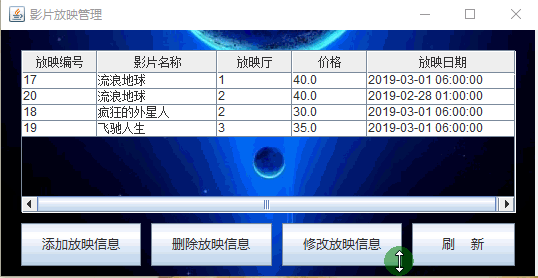 影片放映管理
放映编号 影片名称 放映厅 价格 放映日期
17 流浪地球 1 40.0 2019-03-01 06:00:00
20 流浪地球 2 40.0 2019-02-28 01:00:00
18 疯狂的外星人 2 30.0 2019-03-01 06:00:00
19 飞驰人生 3 35.0 2019-03-01 06:00:00
添加放映信息 删除放映信息 修改放映信息 刷 新